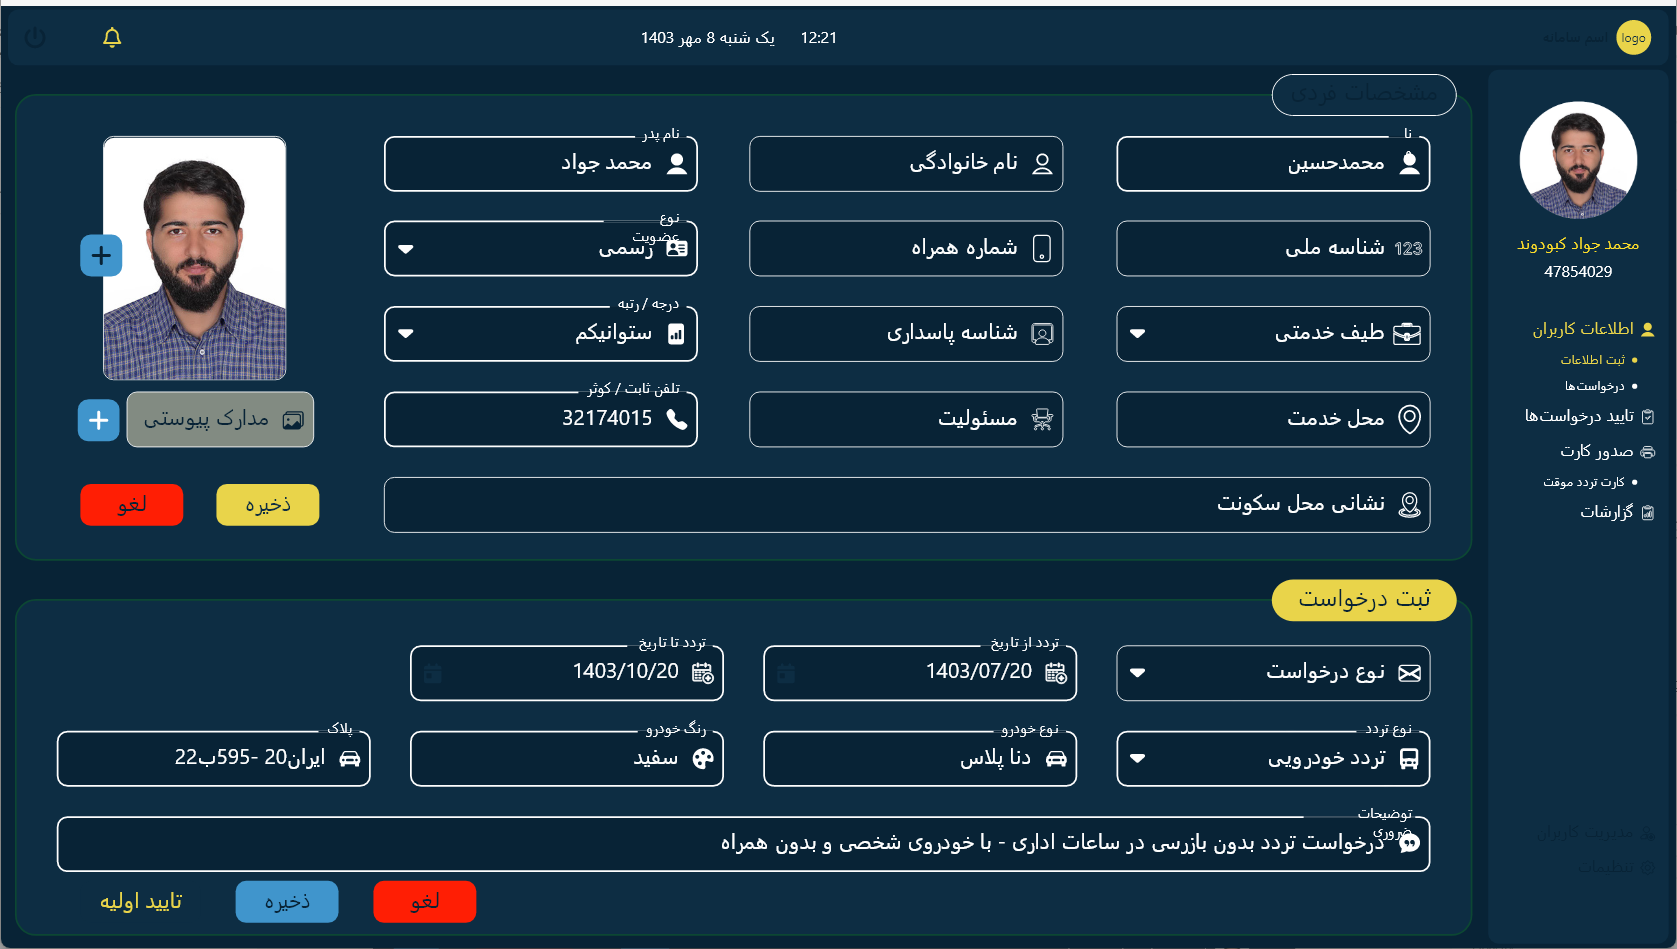 logo
اسم سامانه
12:21
یک شنبه 8 مهر 1403
محمد جواد کبودوند
47854029
اطلاعات کاربران
ثبت اطلاعات
درخواست‌ها
تایید درخواست‌ها
صدور کارت
کارت تردد موقت
گزارشات
مدیریت کاربران
تنظیمات
مشخصات فردی
نا
محمدحسین
نام خانوادگی
نام پدر
محمد جواد
123
شناسه ملی
شماره همراه
نوع عضویت
رسمی
طیف خدمتی
شناسه پاسداری
درجه / رتبه
ستوانیکم
محل خدمت
مسئولیت
تلفن ثابت / کوثر
32174015
مدارک پیوستی
نشانی محل سکونت
ذخیره
لغو
ثبت درخواست
نوع درخواست
تردد از تاریخ
1403/07/20
تردد تا تاریخ
1403/10/20
نوع تردد
تردد خودرویی
نوع خودرو
دنا پلاس
رنگ خودرو
سفید
پلاک
ایران20 -595ب22
توضیحات ضروری
درخواست تردد بدون بازرسی در ساعات اداری - با خودروی شخصی و بدون همراه
لغو
ذخیره
تایید اولیه